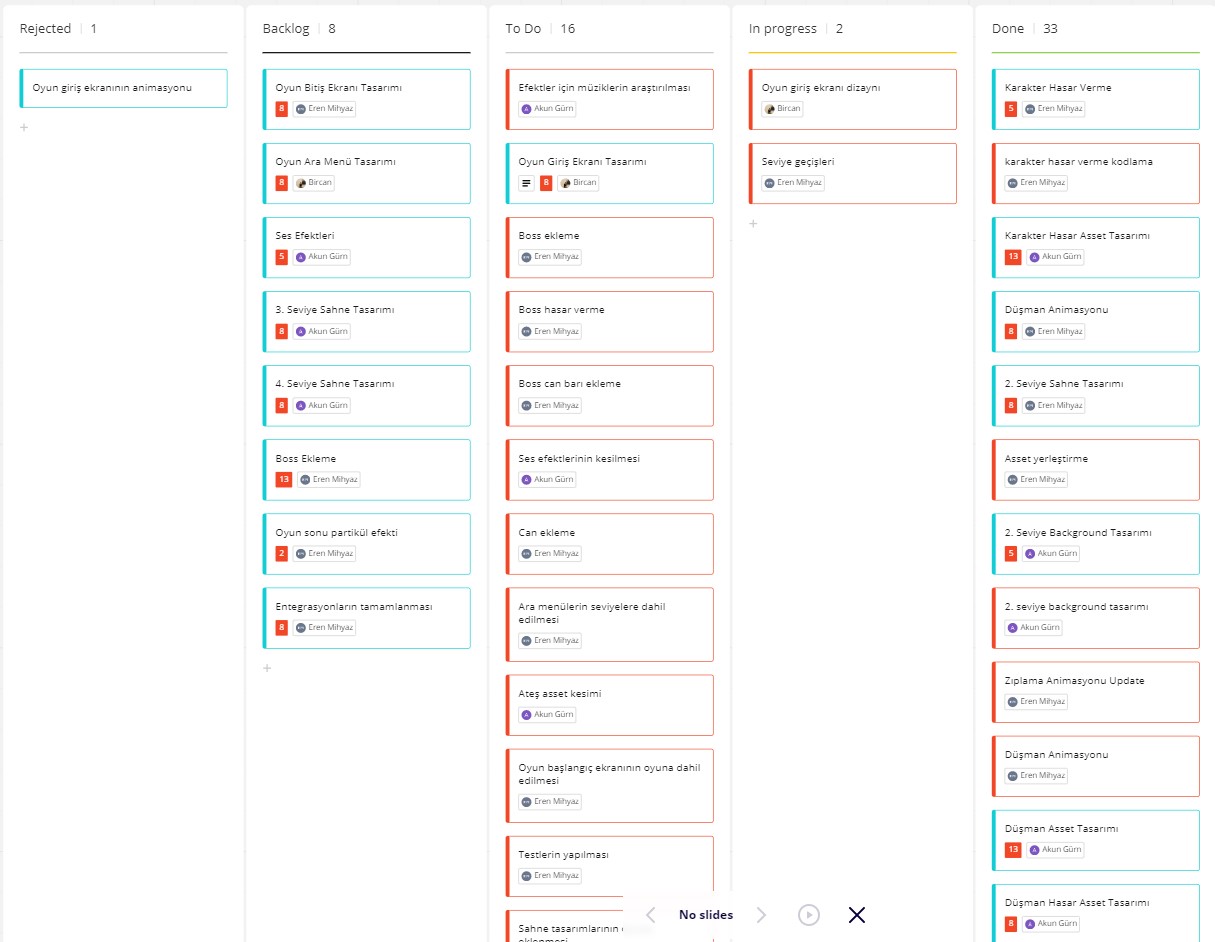 Rejected 1
Oyun giriş ekranının animasyonu
+
Backlog 8
Oyun Bitiş Ekranı Tasarımı
8 Eren Mihyaz
Oyun Ara Menü Tasarımı
8 Bircan
Ses Efektleri
5 A Akun Gürn
3. Seviye Sahne Tasarımı
8 A Akun Gürn
4. Seviye Sahne Tasarımı
8 A Akun Gürn
Boss Ekleme
13 Eren Mihyaz
Oyun sonu partikül efekti
2 Eren Mihyaz
Entegrasyonların tamamlanması
8 Eren Mihyaz
+
To Do 16
Efektler için müziklerin araştırılması
A Akun Gürn
Oyun Giriş Ekranı Tasarımı
8 Bircan
Boss ekleme
Eren Mihyaz
Boss hasar verme
Eren Mihyaz
Boss can barı ekleme
Eren Mihyaz
Ses efektlerinin kesilmesi
A Akun Gürn
Can ekleme
Eren Mihyaz
Ara menülerin seviyelere dahil
edilmesi
Eren Mihyaz
Ateş asset kesimi
A Akun Gürn
Oyun başlangıç ekranının oyuna dahil
edilmesi
Eren Mihyaz
Testlerin yapılması
Eren Mihyaz
Sahne tasarımlarının
eklenmesi
In progress 2
Oyun giriş ekranı dizaynı
Bircan
Seviye geçişleri
Eren Mihyaz
+
Done 33
Karakter Hasar Verme
5 Eren Mihyaz
karakter hasar verme kodlama
Eren Mihyaz
Karakter Hasar Asset Tasarımı
13 A Akun Gürn
Düşman Animasyonu
8 Eren Mihyaz
2. Seviye Sahne Tasarımı
8 Eren Mihyaz
Asset yerleştirme
Eren Mihyaz
2. Seviye Background Tasarımı
5 A Akun Gürn
2. seviye background tasarımı
A Akun Gürn
Zıplama Animasyonu Update
Eren Mihyaz
Düşman Animasyonu
Eren Mihyaz
Düşman Asset Tasarımı
13 A Akun Gürn
Düşman Hasar Asset Tasarımı
8 A Akun Gürn
No slides